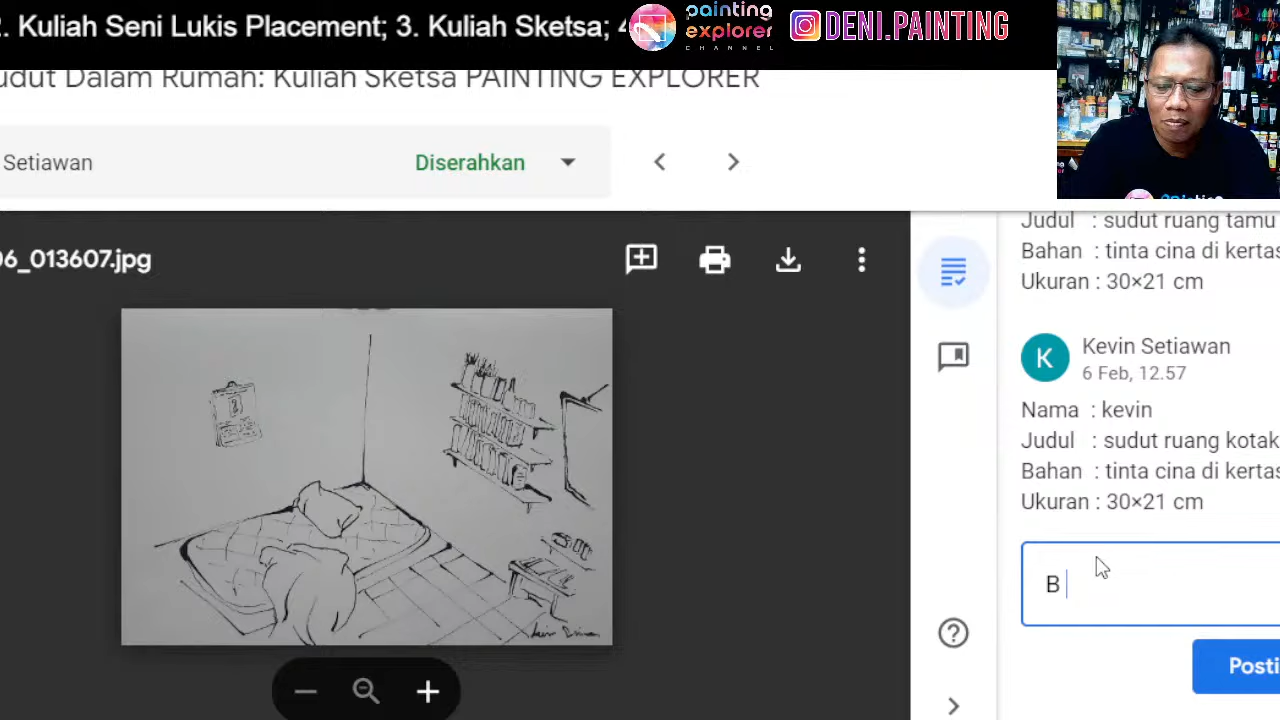 2. Kuliah Seni Lukis Placement; 3. Kuliah Sketsa; 4
painting
explorer
CHANNEL
DENI.PAINTING
udut Dalam Rumah: Kuliah Sketsa PAINTING EXPLORER
Setiawan
Diserahkan
06_013607.jpg
Judul : sudut ruang tamu
Bahan : tinta cina di kertas
Ukuran : 30×21 cm
K
Kevin Setiawan
6 Feb, 12.57
Nama : kevin
Judul : sudut ruang kotak
Bahan : tinta cina di kertas
Ukuran : 30×21 cm
B
Posti